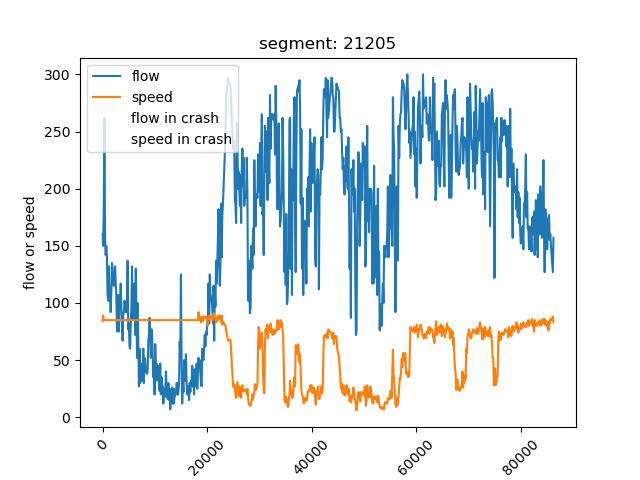 segment: 21205
300
250
200
150
100
50
0
flow or speed
flow
speed
flow in crash
speed in crash
0
20000
40000
60000
80000